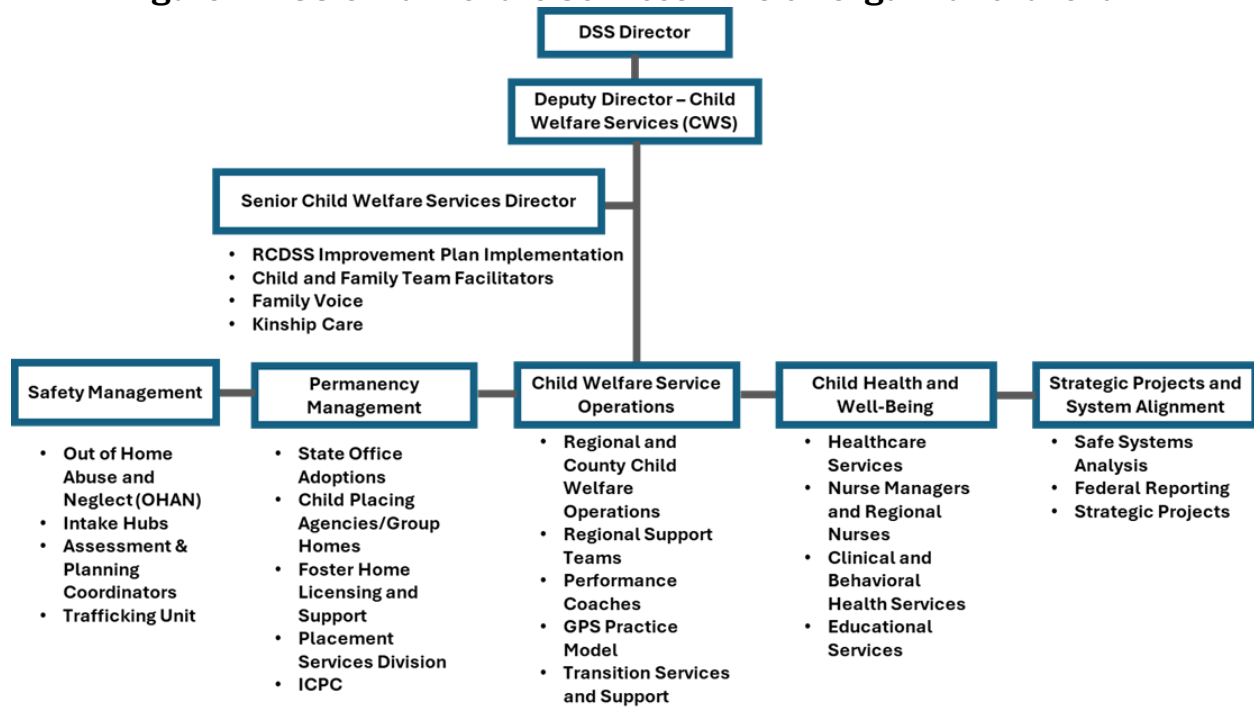 DSS Director
Deputy Director – Child
Welfare Services (CWS)
Senior Child Welfare Services Director
• RCDSS Improvement Plan Implementation
• Child and Family Team Facilitators
• Family Voice
• Kinship Care
Safety Management
• Out of Home
Abuse and
Neglect (OHAN)
• Intake Hubs
• Assessment &
Planning
Coordinators
• Trafficking Unit
Permanency
Management
• State Office
Adoptions
• Child Placing
Agencies/Group
Homes
• Foster Home
Licensing and
Support
• Placement
Services Division
• ICPC
Child Welfare Service
Operations
• Regional and
County Child
Welfare
Operations
• Regional Support
Teams
• Performance
Coaches
• GPS Practice
Model
• Transition Services
and Support
Child Health and
Well-Being
• Healthcare
Services
• Nurse Managers
and Regional
Nurses
• Clinical and
Behavioral
Health Services
• Educational
Services
Strategic Projects and
System Alignment
• Safe Systems
Analysis
• Federal Reporting
• Strategic Projects